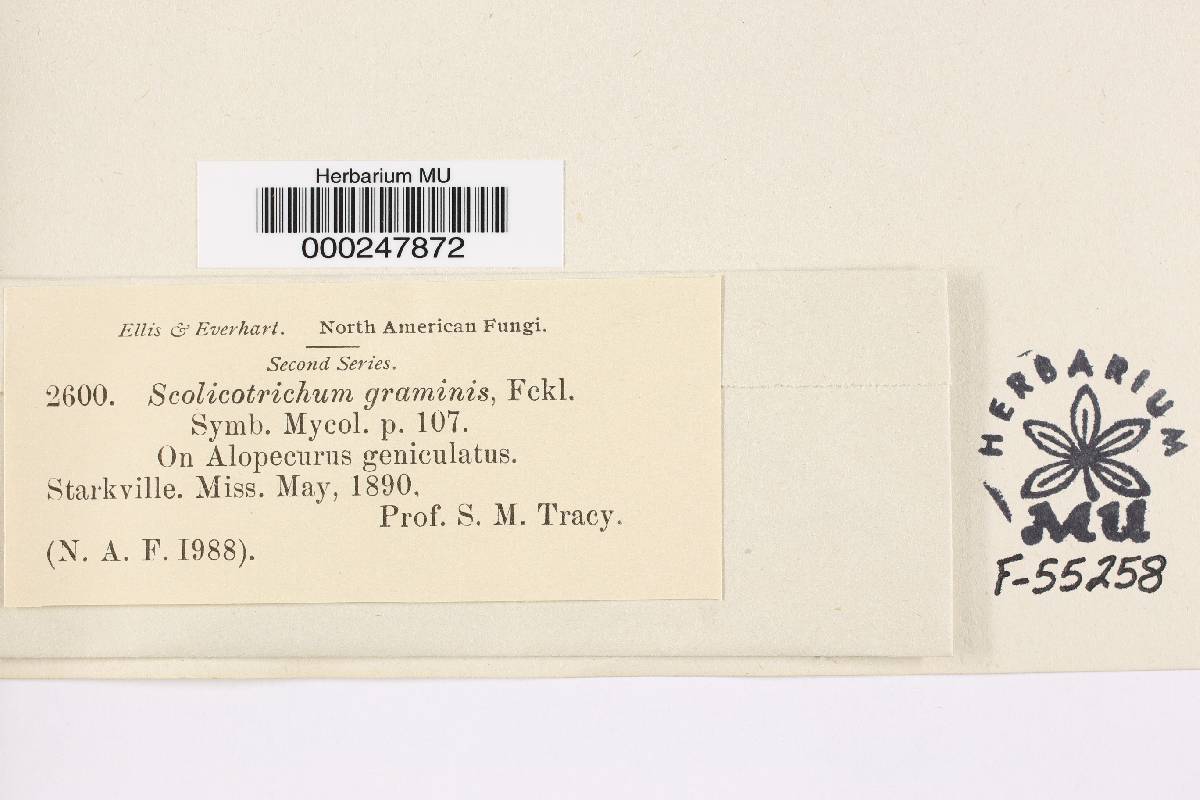 Herbarium MU
000247872
Ellis & Everhart. North American Fungi.
Second Series.
2600. Scolicotrichum graminis, Fckl.
Symb. Mycol. p. 107.
On Alopecurus geniculatus.
Starkville. Miss. May, 1890.
Prof. S. M. Tracy.
(N. A. F. 1988).
HERBARIUM
MU
F-55258